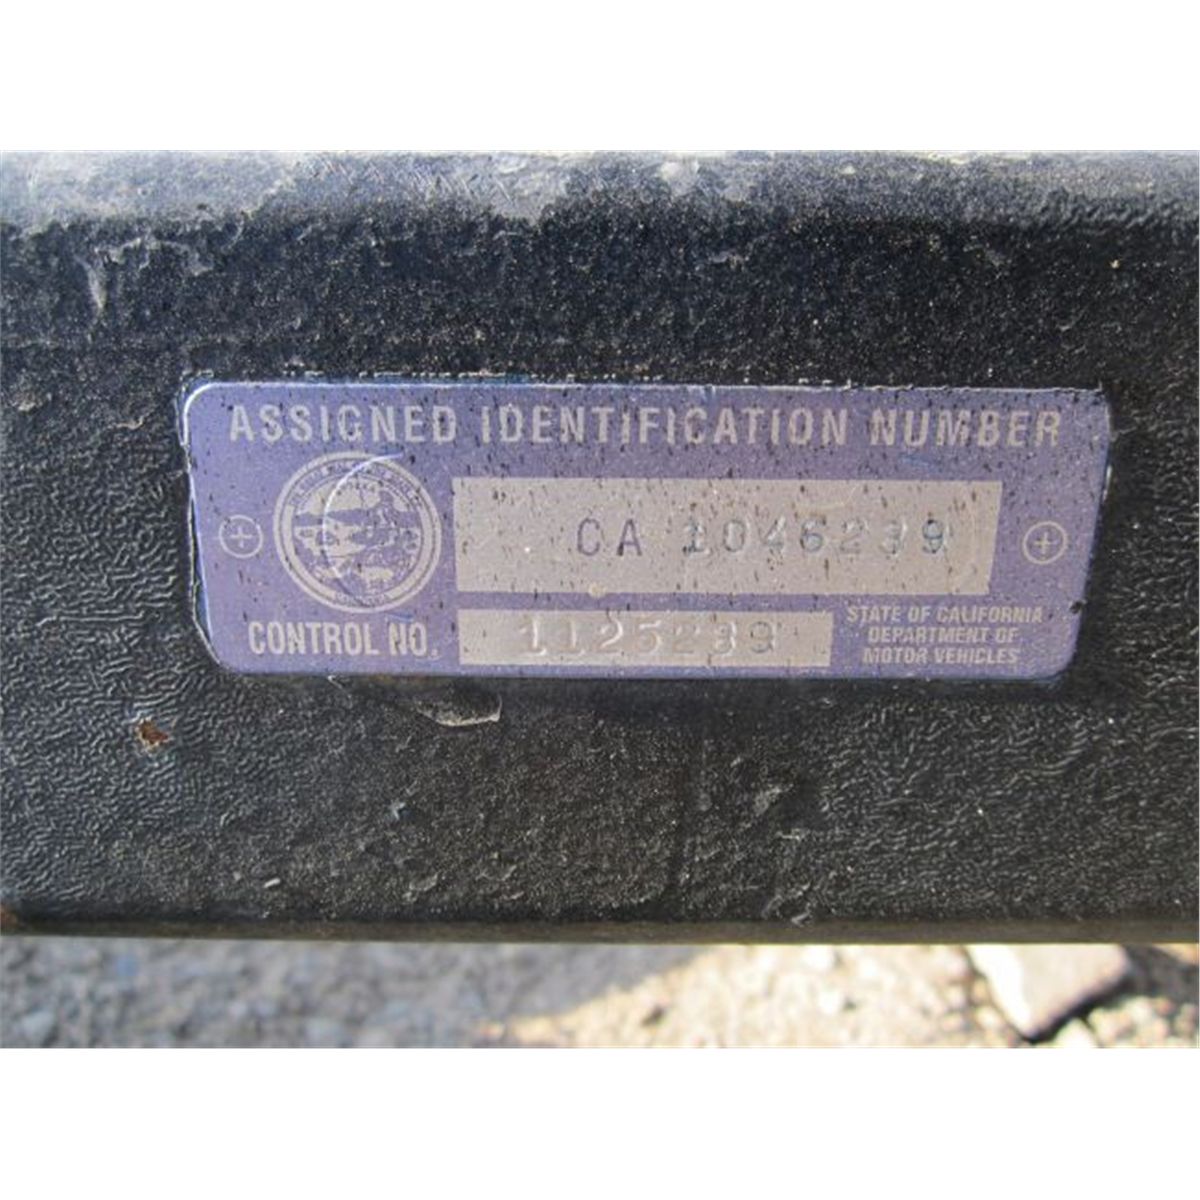 ASSIGNED IDENTIFICATION NUMBER
CA 1046239
CONTROL NO. 1125239
STATE OF CALIFORNIA
DEPARTMENT OF
MOTOR VEHICLES